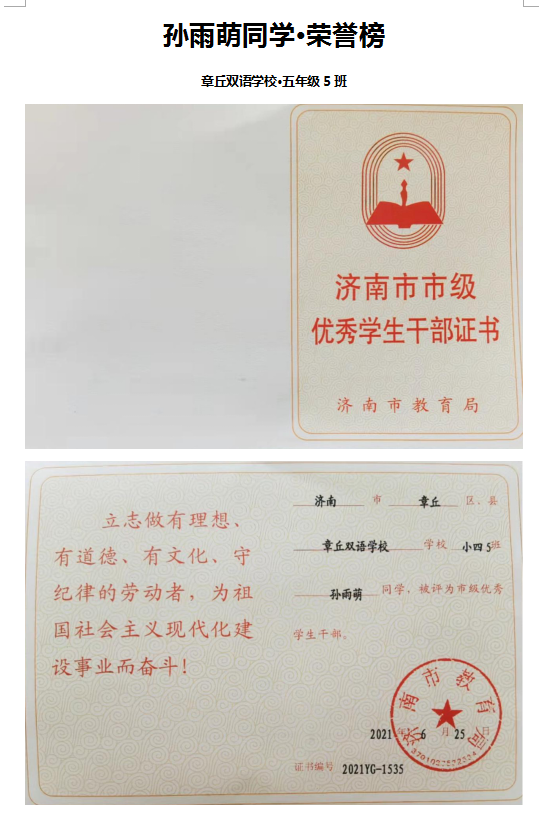 孙雨萌同学•荣誉榜
章丘双语学校•五年级 5 班
济南市市级
优秀学生干部证书
济南市教育局
立志做有理想、
有道德、有文化、守
纪律的劳动者，为祖
国社会主义现代化建
设事业而奋斗！
济南 市 章丘 区、县
章丘双语学校 学校 小四5班
孙雨萌 同学，被评为市级优秀
学生干部。
济南市教育局
2021 年 6 月 25 日
证书编号 2021YG-1535